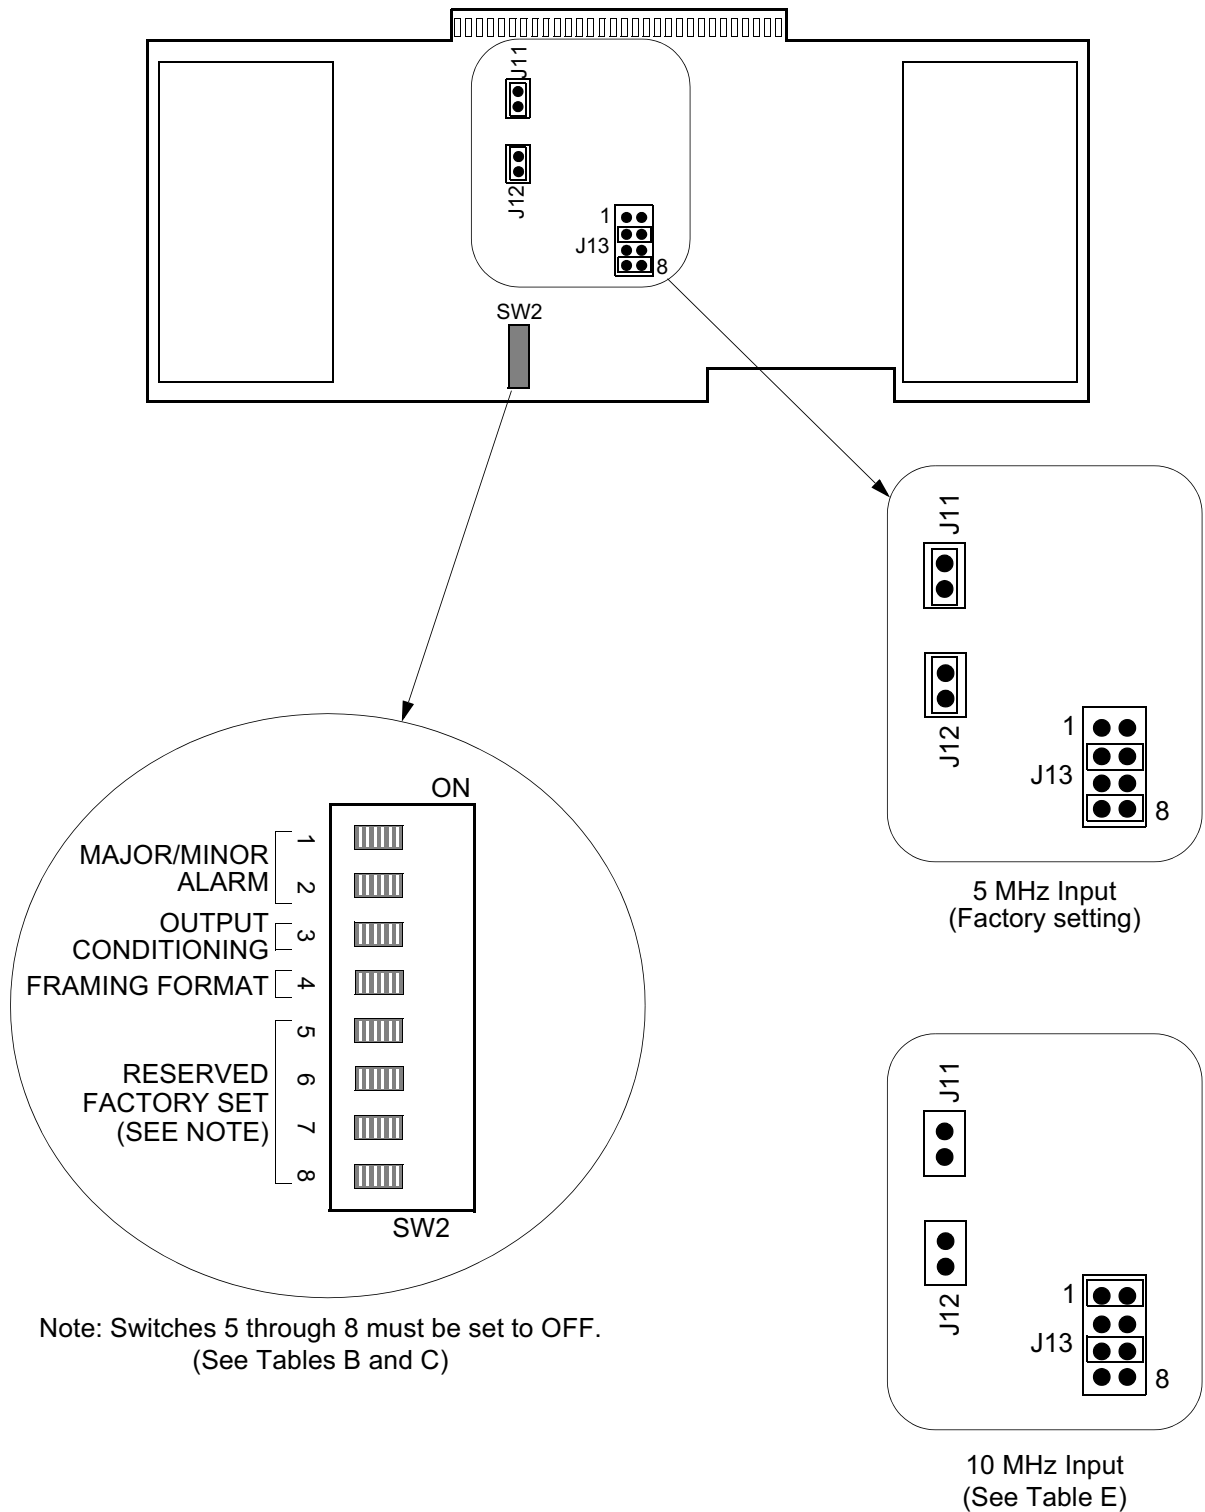 J11
J12
1
J13
8
SW2
J11
J12
1
J13
8
5 MHz Input
(Factory setting)
ON
MAJOR/MINOR
ALARM
1
2
OUTPUT
CONDITIONING
3
FRAMING FORMAT
4
5
RESERVED
FACTORY SET
(SEE NOTE)
6
7
8
SW2
Note: Switches 5 through 8 must be set to OFF.
(See Tables B and C)
J11
J12
1
J13
8
10 MHz Input
(See Table E)